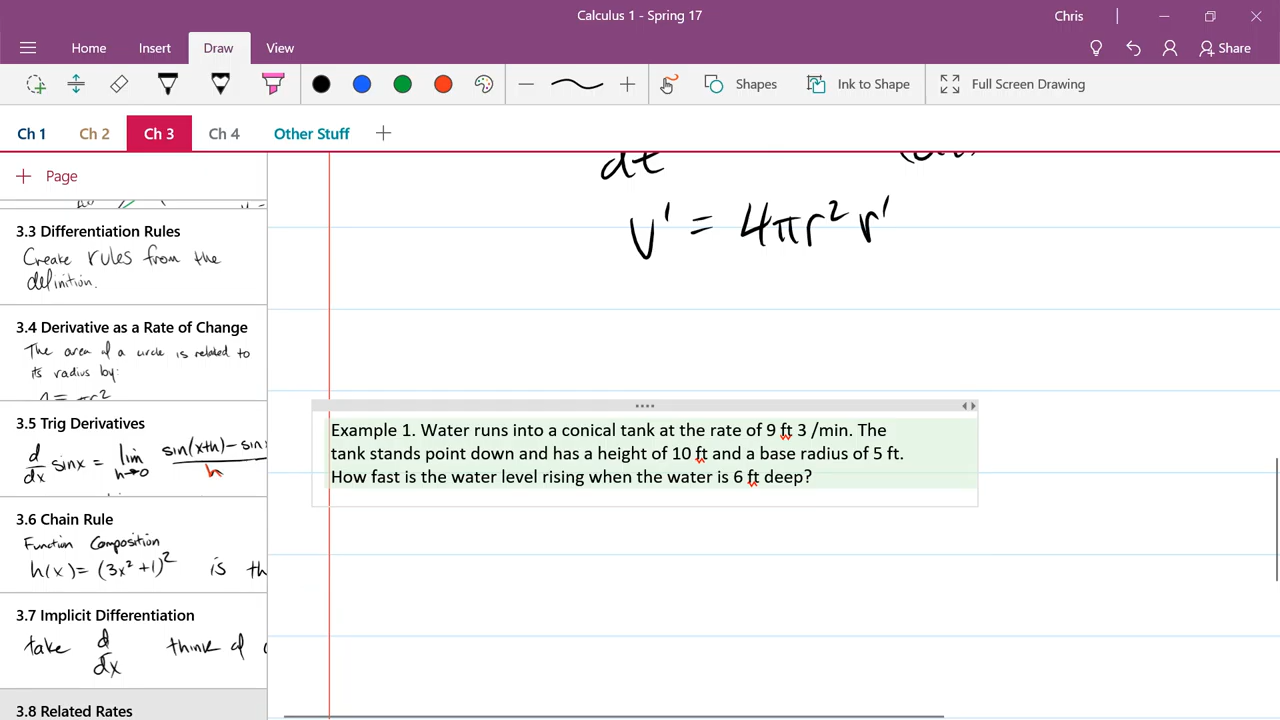 Calculus 1 - Spring 17
Chris
Home Insert Draw View
Share
Shapes
Ink to Shape
Full Screen Drawing
Ch 1 Ch 2 Ch 3 Ch 4 Other Stuff
Page
3.3 Differentiation Rules
Create rules from the
definition.
3.4 Derivative as a Rate of Change
The area of a circle is related to
its radius by:
3.5 Trig Derivatives
d/dx sinx = lim h→0 sin(x+h) - sin / h
3.6 Chain Rule
Function Composition
h(x) = (3x² + 1)² is th
3.7 Implicit Differentiation
take d/dx think of
3.8 Related Rates
dt
V' = 4πr² r'
Example 1. Water runs into a conical tank at the rate of 9 ft 3 /min. The
tank stands point down and has a height of 10 ft and a base radius of 5 ft.
How fast is the water level rising when the water is 6 ft deep?